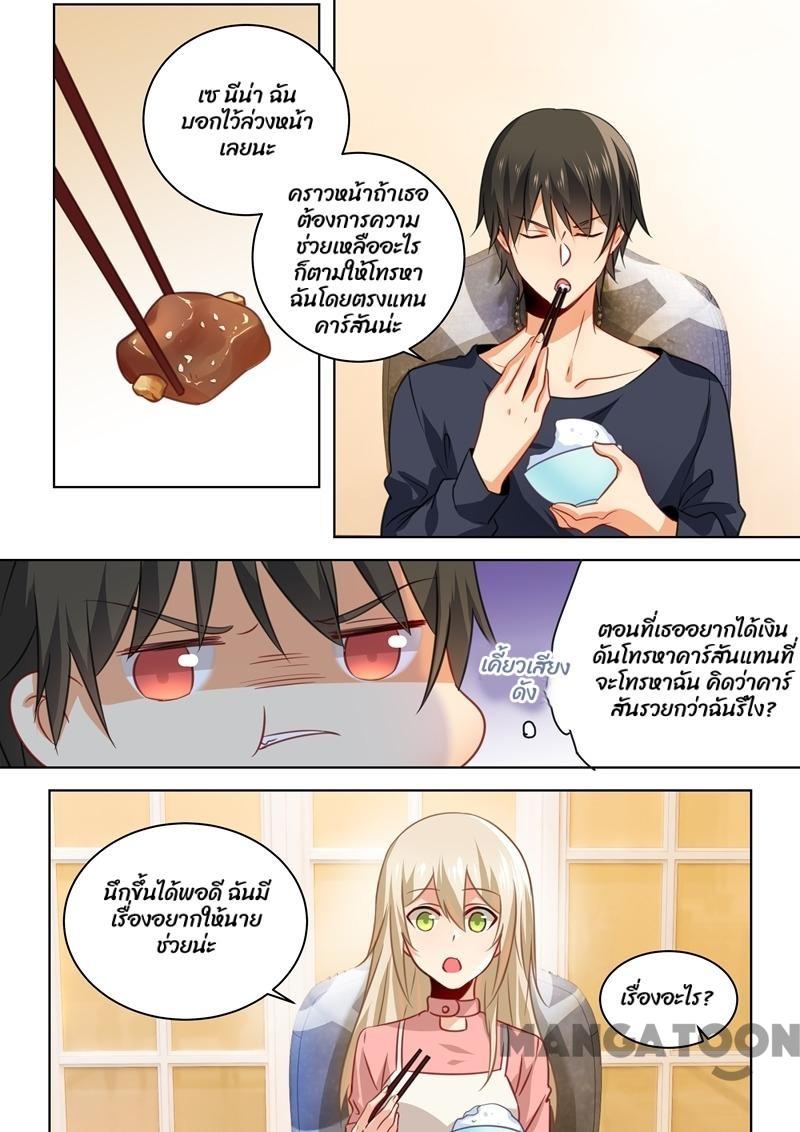 เซ นีน่า ฉัน
บอกไว้ล่วงหน้า
เลยนะ
คราวหน้าถ้าเธอ
ต้องการความ
ช่วยเหลืออะไร
ก็ตามให้โทรหา
ฉันโดยตรงแทน
คาร์สันน่ะ
ตอนที่เธออยากได้เงิน
ดันโทรหาคาร์สันแทนที่
จะโทรหาฉัน คิดว่าคาร์
สันรวยกว่าฉันรึไง?
เคี้ยวเสียง
ดัง
นึกขึ้นได้พอดี ฉันมี
เรื่องอยากให้นาย
ช่วยน่ะ
เรื่องอะไร?
MANGATOON